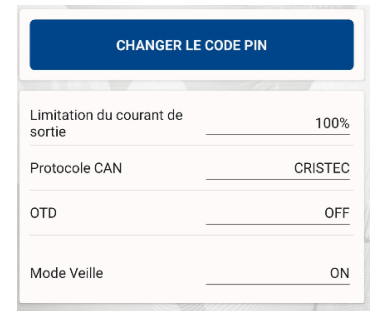 CHANGER LE CODE PIN
Limitation du courant de
sortie
100%
Protocole CAN
CRISTEC
OTD
OFF
Mode Veille
ON